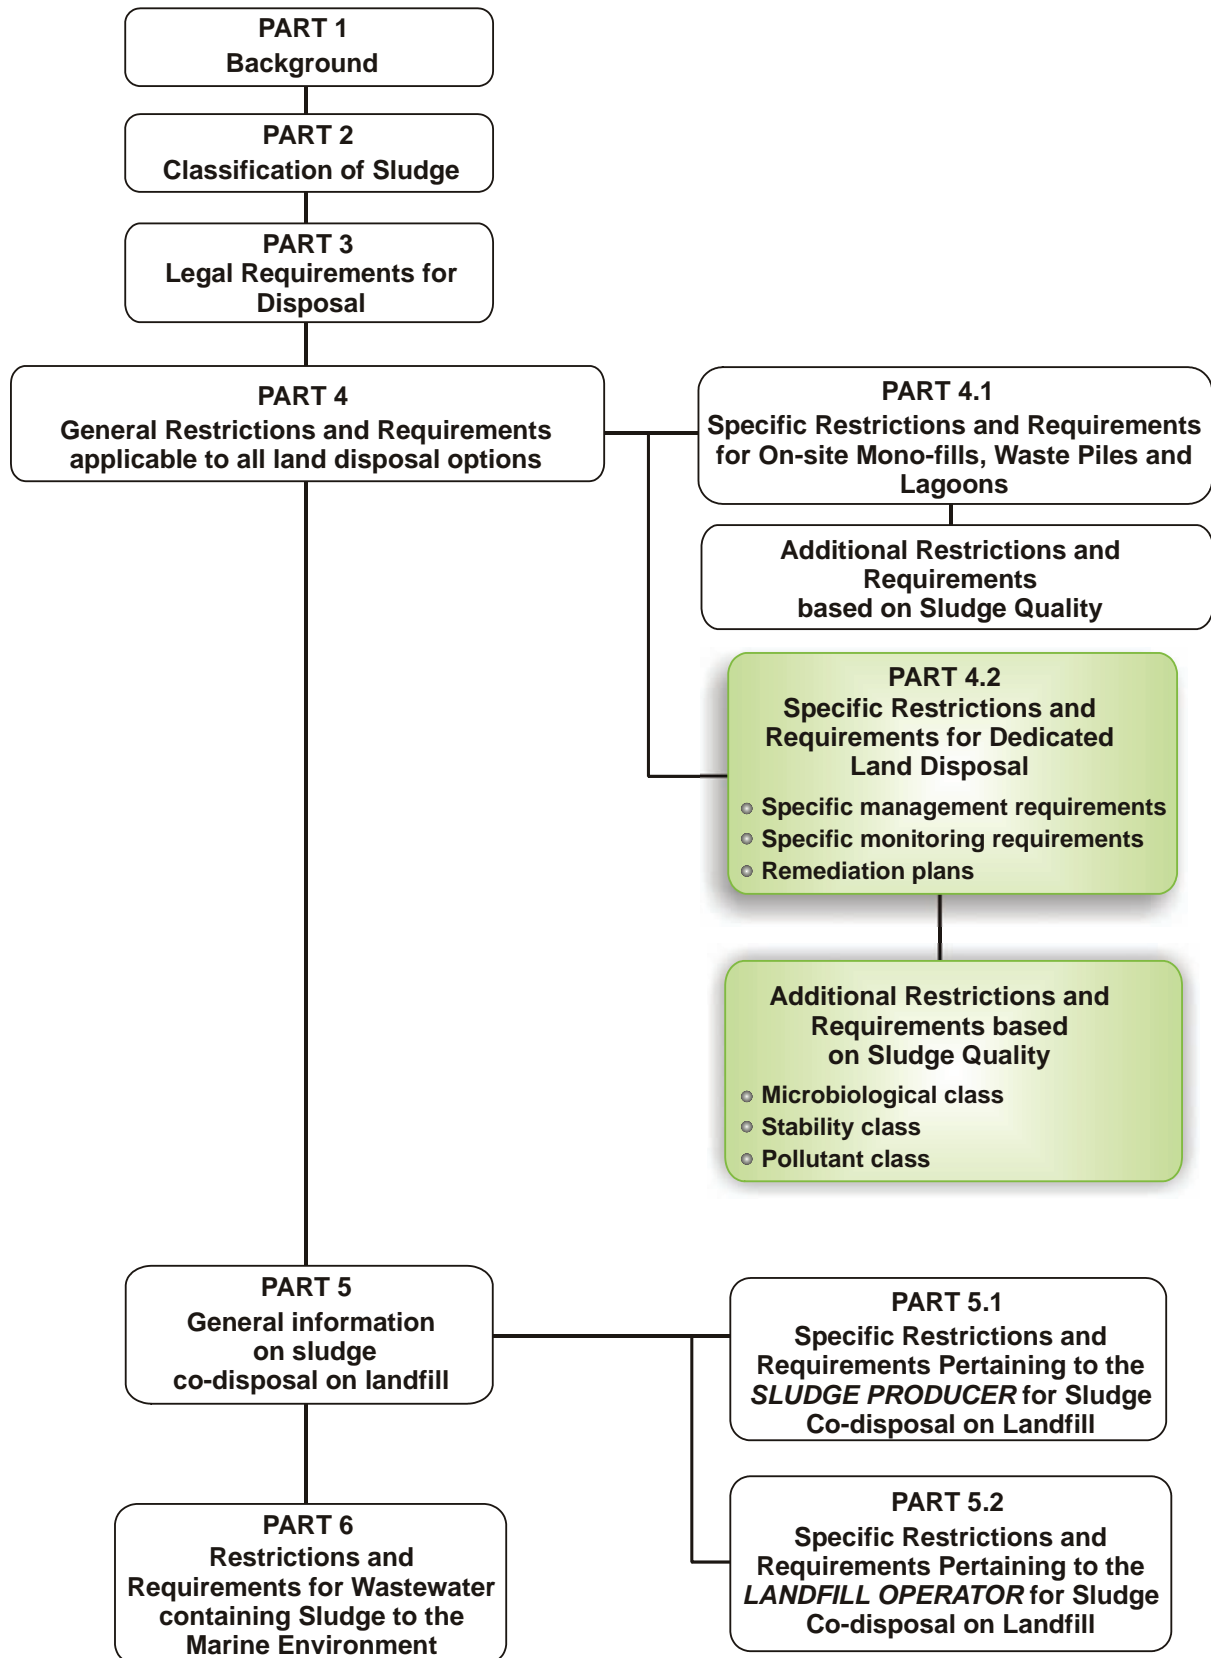 PART 1
Background
PART 2
Classification of Sludge
PART 3
Legal Requirements for
Disposal
PART 4
General Restrictions and Requirements
applicable to all land disposal options
PART 4.1
Specific Restrictions and Requirements
for On-site Mono-fills, Waste Piles and
Lagoons
Additional Restrictions and
Requirements
based on Sludge Quality
PART 4.2
Specific Restrictions and
Requirements for Dedicated
Land Disposal
Specific management requirements
Specific monitoring requirements
Remediation plans
Additional Restrictions and
Requirements based
on Sludge Quality
Microbiological class
Stability class
Pollutant class
PART 5
General information
on sludge
co-disposal on landfill
PART 5.1
Specific Restrictions and
Requirements Pertaining to the
SLUDGE PRODUCER for Sludge
Co-disposal on Landfill
PART 5.2
Specific Restrictions and
Requirements Pertaining to the
LANDFILL OPERATOR for Sludge
Co-disposal on Landfill
PART 6
Restrictions and
Requirements for Wastewater
containing Sludge to the
Marine Environment